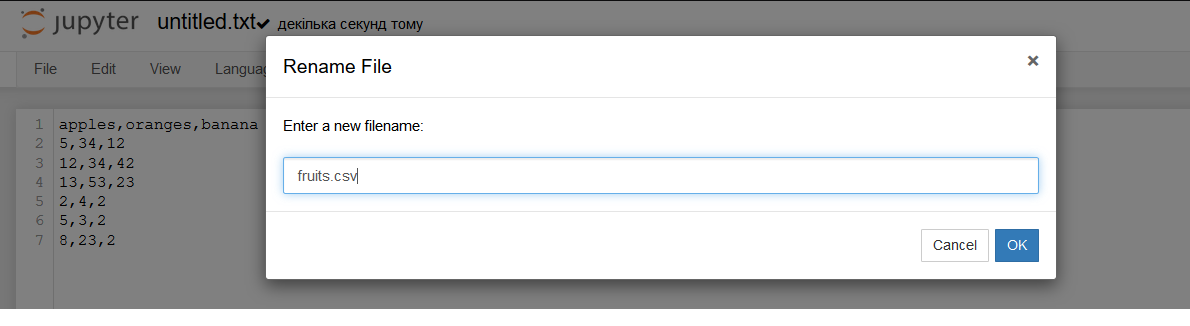 jupyter untitled.txt декілька секунд тому
File Edit View Languag
Rename File ×
Enter a new filename:
fruits.csv
Cancel OK
1 apples,oranges,banana
2 5,34,12
3 12,34,42
4 13,53,23
5 2,4,2
6 5,3,2
7 8,23,2